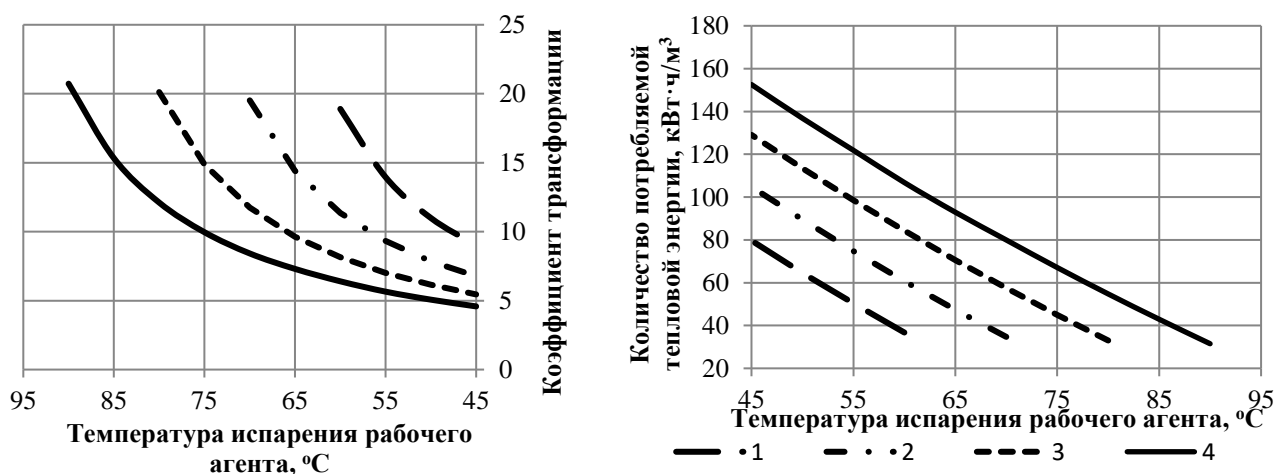 25
20
15
10
5
0
Коэффициент трансформации
95 85 75 65 55 45
Температура испарения рабочего
агента, °С
Количество потребляемой
тепловой энергии, кВт·ч/м³
180
160
140
120
100
80
60
40
20
45 55 65 75 85 95
Температура испарения рабочего агента, °С
1 2 3 4